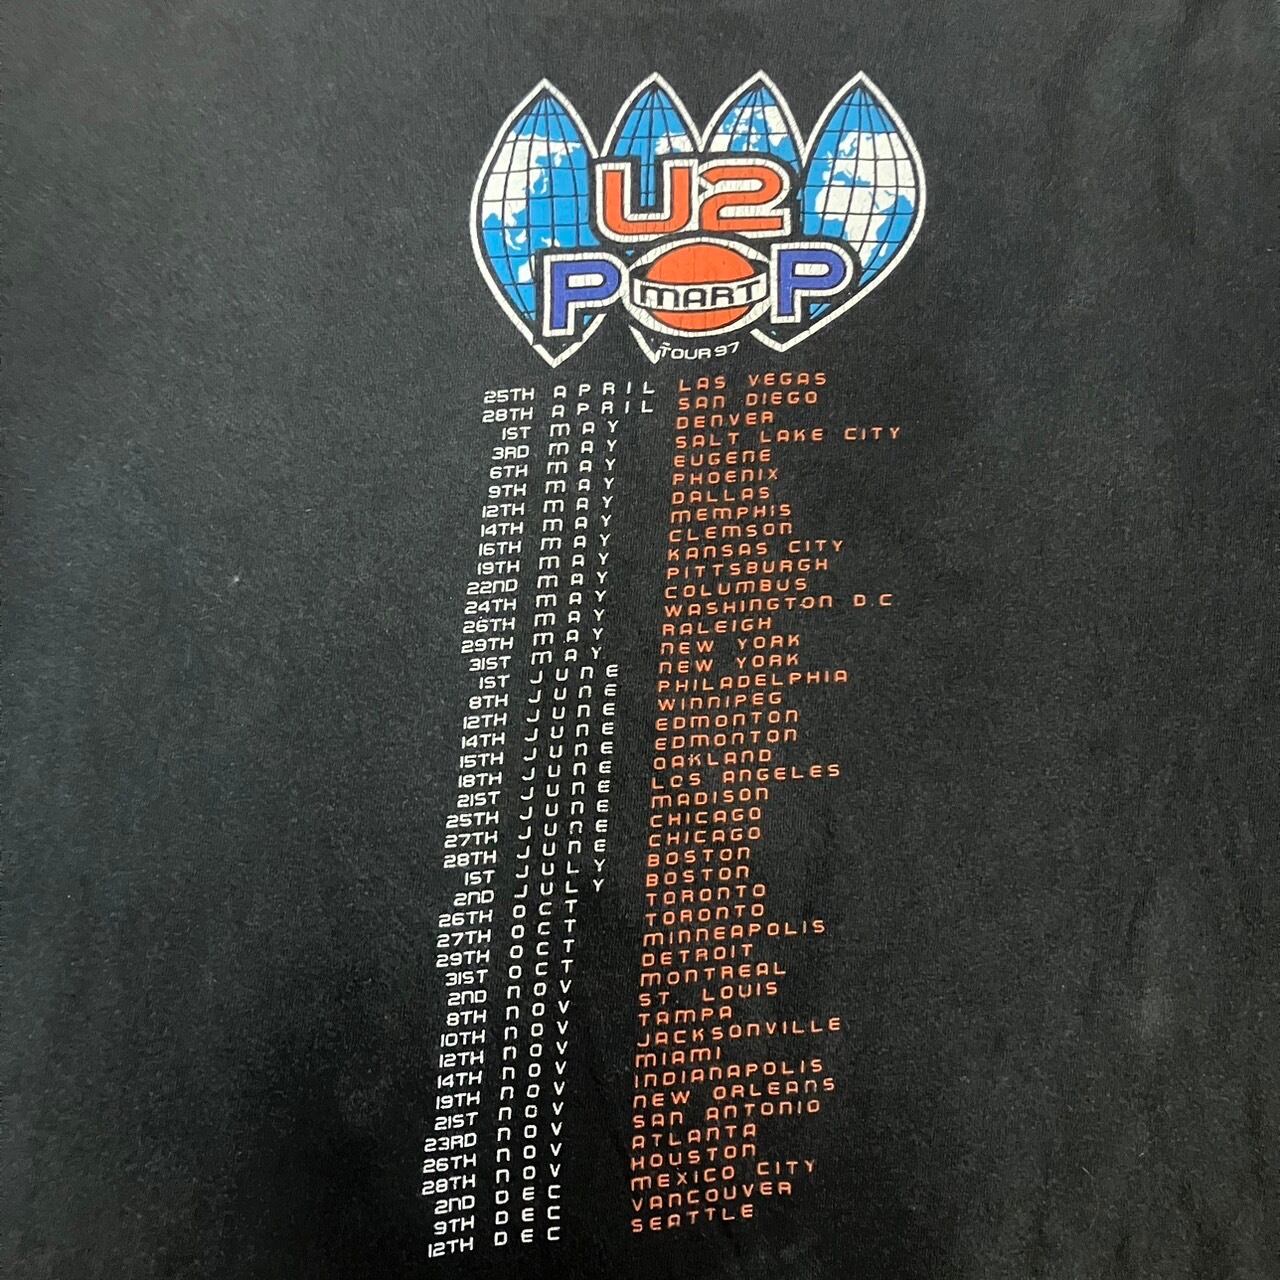 U2
POP
MART
TOUR 97
25TH APRIL LAS VEGAS
28TH APRIL SAN DIEGO
1ST MAY DENVER
3RD MAY SALT LAKE CITY
6TH MAY EUGENE
9TH MAY PHOENIX
12TH MAY DALLAS
14TH MAY MEMPHIS
16TH MAY CLEMSON
19TH MAY KANSAS CITY
22ND MAY PITTSBURGH
24TH MAY COLUMBUS
26TH MAY WASHINGTON D.C
29TH MAY RALEIGH
31ST MAY NEW YORK
1ST JUNE NEW YORK
8TH JUNE PHILADELPHIA
12TH JUNE WINNIPEG
14TH JUNE EDMONTON
15TH JUNE EDMONTON
18TH JUNE OAKLAND
21ST JUNE LOS ANGELES
25TH JUNE MADISON
27TH JUNE CHICAGO
28TH JUNE CHICAGO
1ST JULY BOSTON
2ND JULY BOSTON
26TH OCT TORONTO
27TH OCT TORONTO
29TH OCT MINNEAPOLIS
31ST OCT DETROIT
2ND NOV MONTREAL
8TH NOV ST. LOUIS
10TH NOV TAMPA
12TH NOV JACKSONVILLE
14TH NOV MIAMI
19TH NOV INDIANAPOLIS
21ST NOV NEW ORLEANS
23RD NOV SAN ANTONIO
26TH NOV ATLANTA
28TH NOV HOUSTON
2ND DEC MEXICO CITY
9TH DEC VANCOUVER
12TH DEC SEATTLE